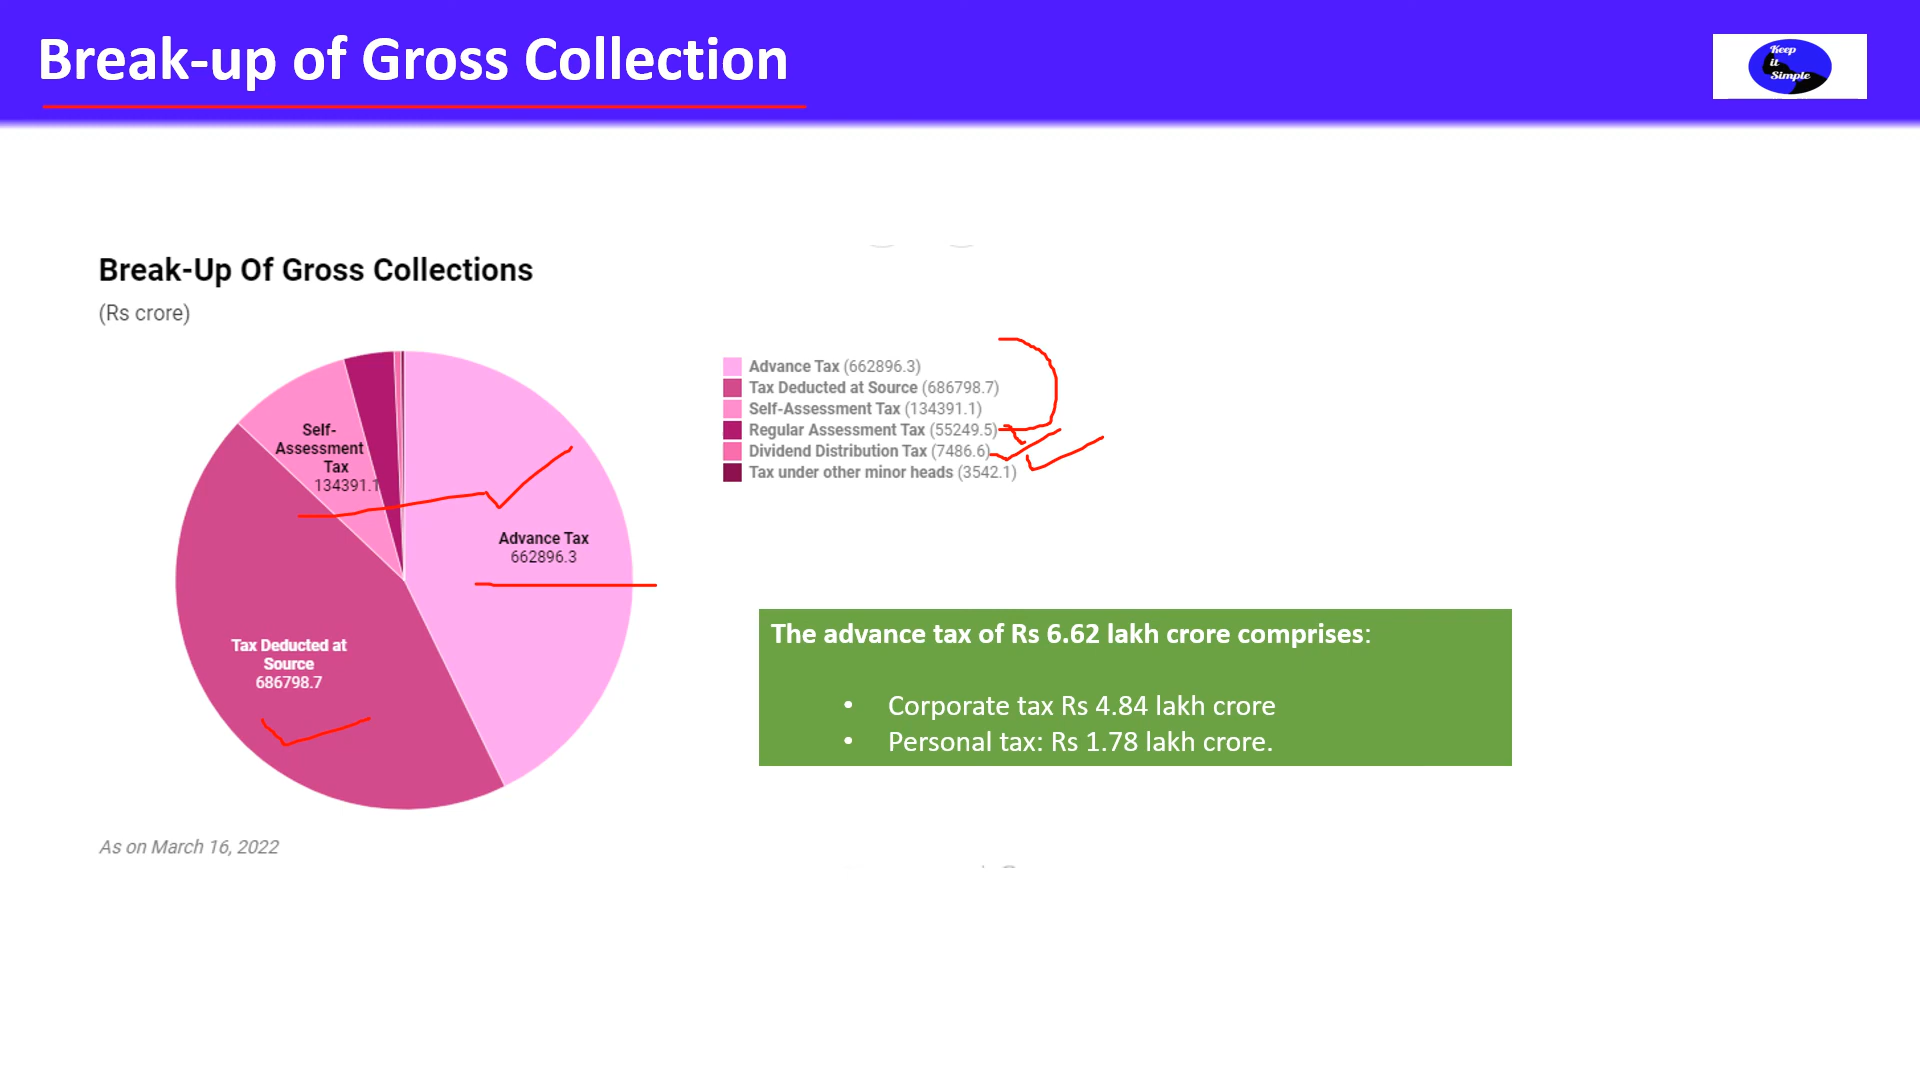 Break-up of Gross Collection
Keep
it
Simple
Break-Up Of Gross Collections
(Rs crore)
Self-
Assessment
Tax
134391.1
Advance Tax
662896.3
Tax Deducted at
Source
686798.7
As on March 16, 2022
Advance Tax (662896.3)
Tax Deducted at Source (686798.7)
Self-Assessment Tax (134391.1)
Regular Assessment Tax (55249.5)
Dividend Distribution Tax (7486.6)
Tax under other minor heads (3542.1)
The advance tax of Rs 6.62 lakh crore comprises:
• Corporate tax Rs 4.84 lakh crore
• Personal tax: Rs 1.78 lakh crore.